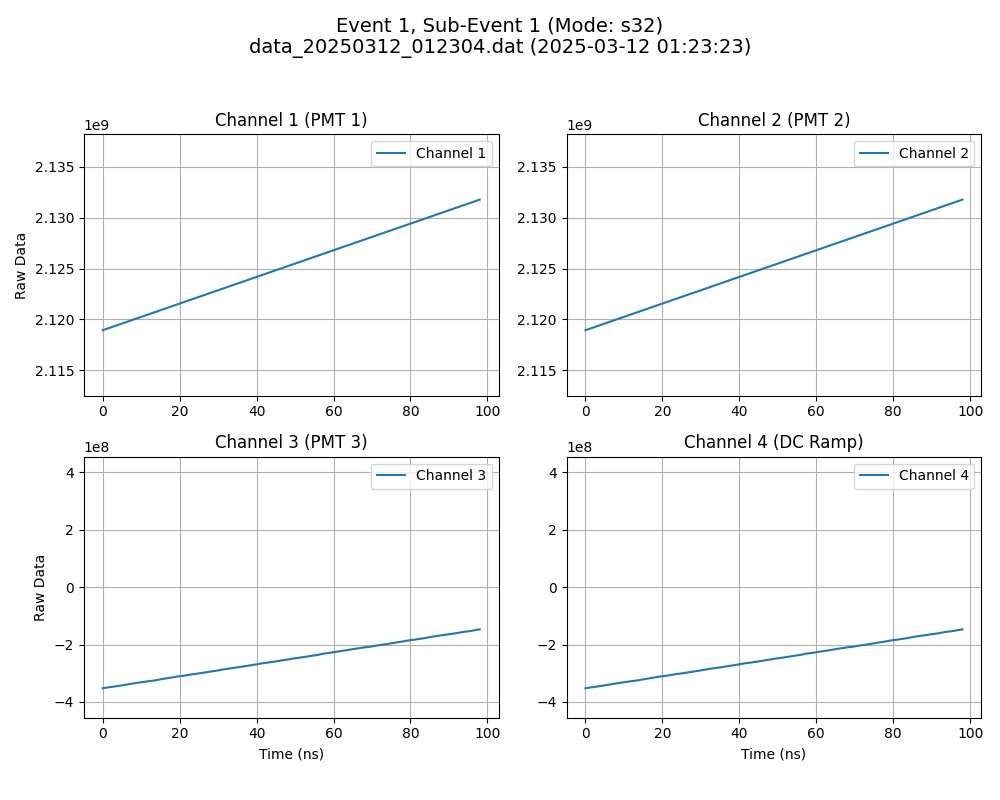 Event 1, Sub-Event 1 (Mode: s32)
data_20250312_012304.dat (2025-03-12 01:23:23)
Channel 1 (PMT 1)
1e9
Channel 1
2.135
2.130
2.125
2.120
2.115
Raw Data
0 20 40 60 80 100
Channel 2 (PMT 2)
1e9
Channel 2
2.135
2.130
2.125
2.120
2.115
0 20 40 60 80 100
Channel 3 (PMT 3)
1e8
Channel 3
4
2
0
−2
−4
Raw Data
0 20 40 60 80 100
Time (ns)
Channel 4 (DC Ramp)
1e8
Channel 4
4
2
0
−2
−4
0 20 40 60 80 100
Time (ns)